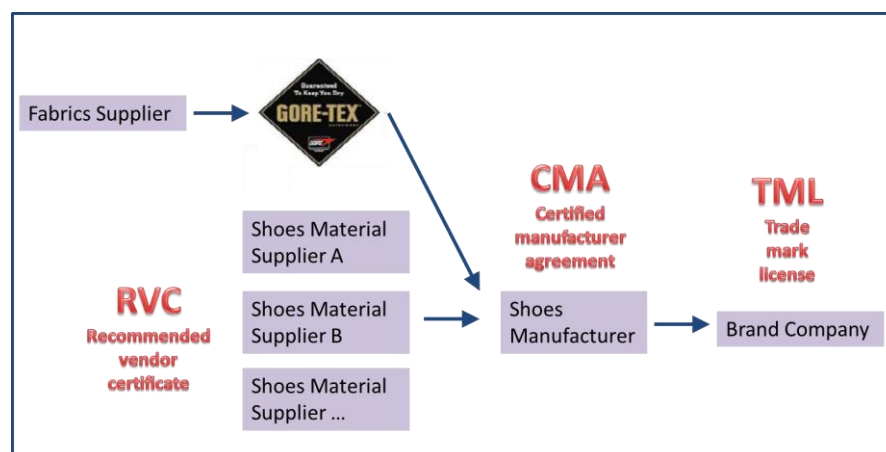 Fabrics Supplier
Guaranteed
To Keep You Dry
GORE-TEX
GORE
Shoes Material
Supplier A
RVC
Recommended
vendor
certificate
Shoes Material
Supplier B
Shoes Material
Supplier ...
CMA
Certified
manufacturer
agreement
Shoes
Manufacturer
TML
Trade
mark
license
Brand Company